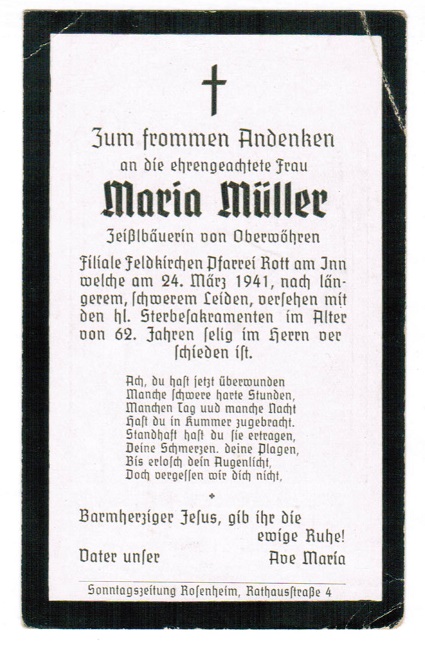 Zum frommen Andenken
an die ehrengeachtete Frau
Maria Müller
Zeißlbäuerin von Oberwöhren
Filiale Feldkirchen Pfarrei Rott am Inn
welche am 24. März 1941, nach län-
gerem, schwerem Leiden, versehen mit
den hl. Sterbesakramenten im Alter
von 62. Jahren selig im Herrn ver
schieden ist.
Ach, du hast jetzt überwunden
Manche schwere harte Stunden,
Manchen Tag uud manche Nacht
Hast du in Kummer zugebracht.
Standhaft hast du sie ertragen,
Deine Schmerzen. deine Plagen,
Bis erlosch dein Augenlicht,
Doch vergessen wir dich nicht,
Barmherziger Jesus, gib ihr die
ewige Ruhe!
Vater unser Ave Maria
Sonntagszeitung Rosenheim, Rathausstraße 4